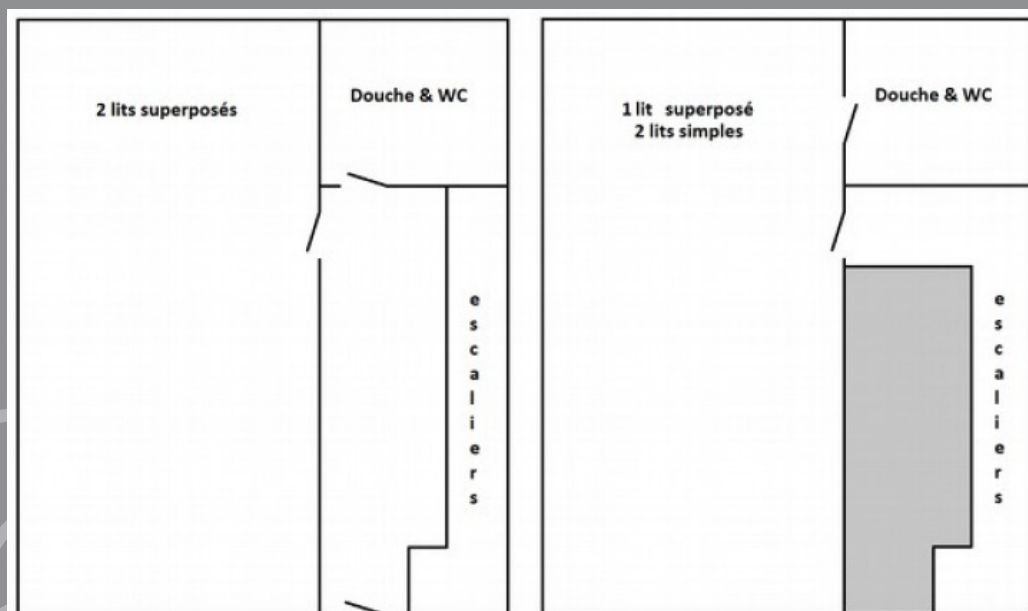 2 lits superposés
Douche & WC
e
s
c
a
l
i
e
r
s
1 lit superposé
2 lits simples
Douche & WC
e
s
c
a
l
i
e
r
s